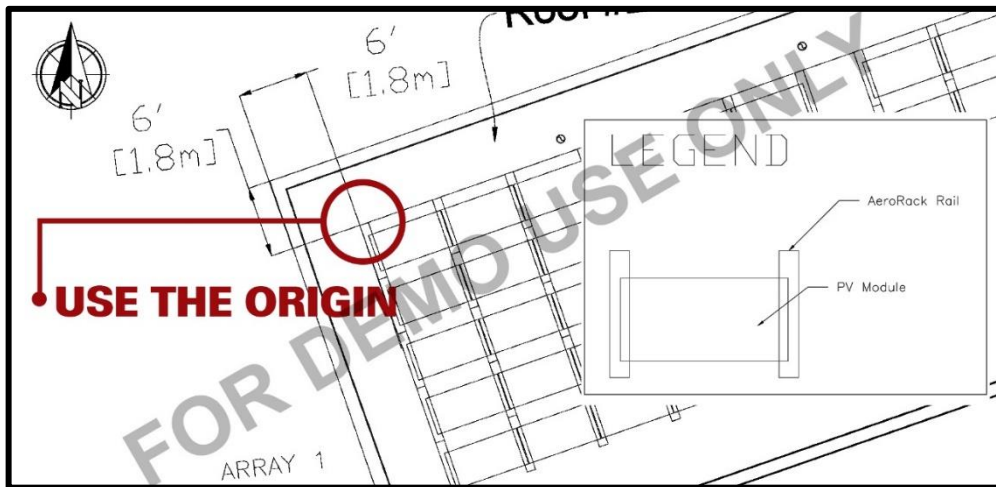 N
6'
[1.8m]
6'
[1.8m]
LEGEND
AeroRack Rail
PV Module
USE THE ORIGIN
ARRAY 1
FOR DEMO USE ONLY